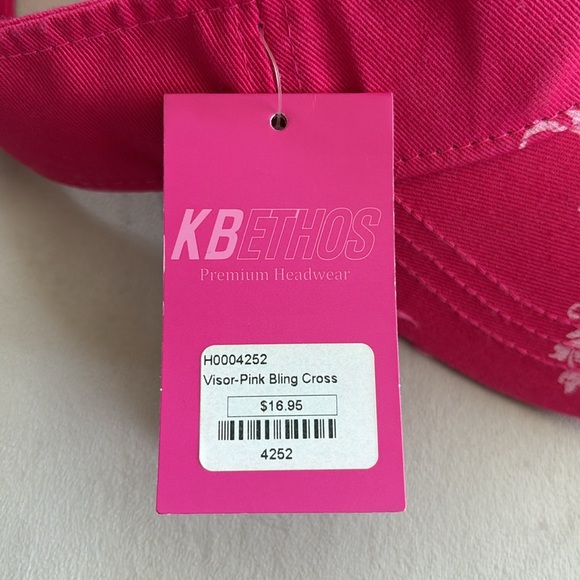 KBETHOS
Premium Headwear
H0004252
Visor-Pink Bling Cross
$16.95
4252